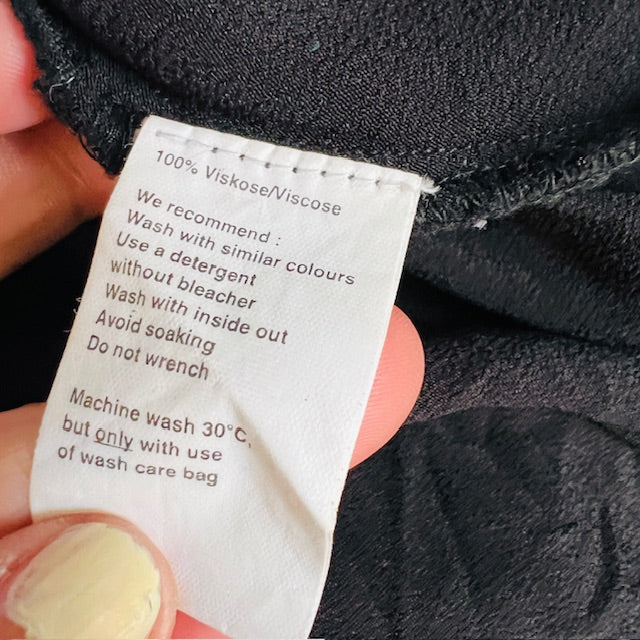 100% Viskose/Viscose
We recommend :
Wash with similar colours
Use a detergent
without bleacher
Wash with inside out
Avoid soaking
Do not wrench
Machine wash 30°C,
but only with use
of wash care bag